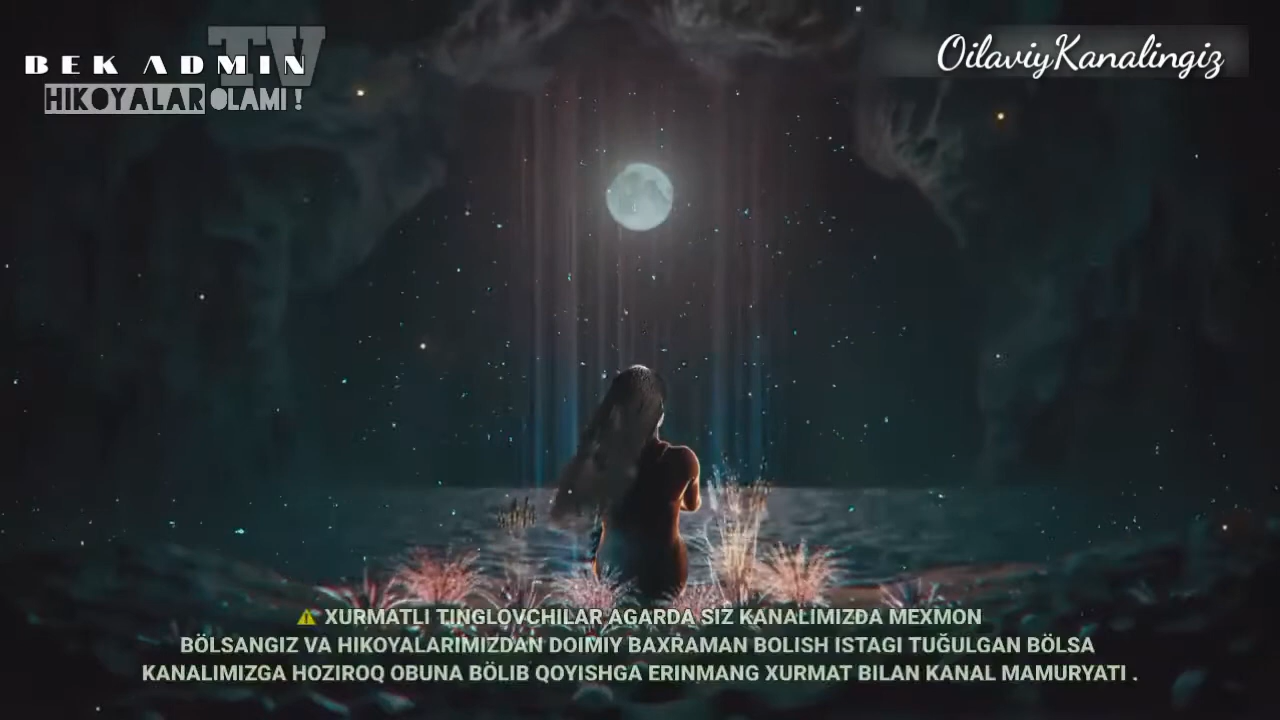 TV
BEK ADMIN
HIKOYALAR OLAMI !
OilaviyKanalingiz
⚠ XURMATLI TINGLOVCHILAR AGARDA SIZ KANALIMIZDA MEXMON
BÖLSANGIZ VA HIKOYALARIMIZDAN DOIMIY BAXRAMAN BOLISH ISTAGI TUĞULGAN BÖLSA
KANALIMIZGA HOZIROQ OBUNA BÖLIB QOYISHGA ERINMANG XURMAT BILAN KANAL MAMURYATI .